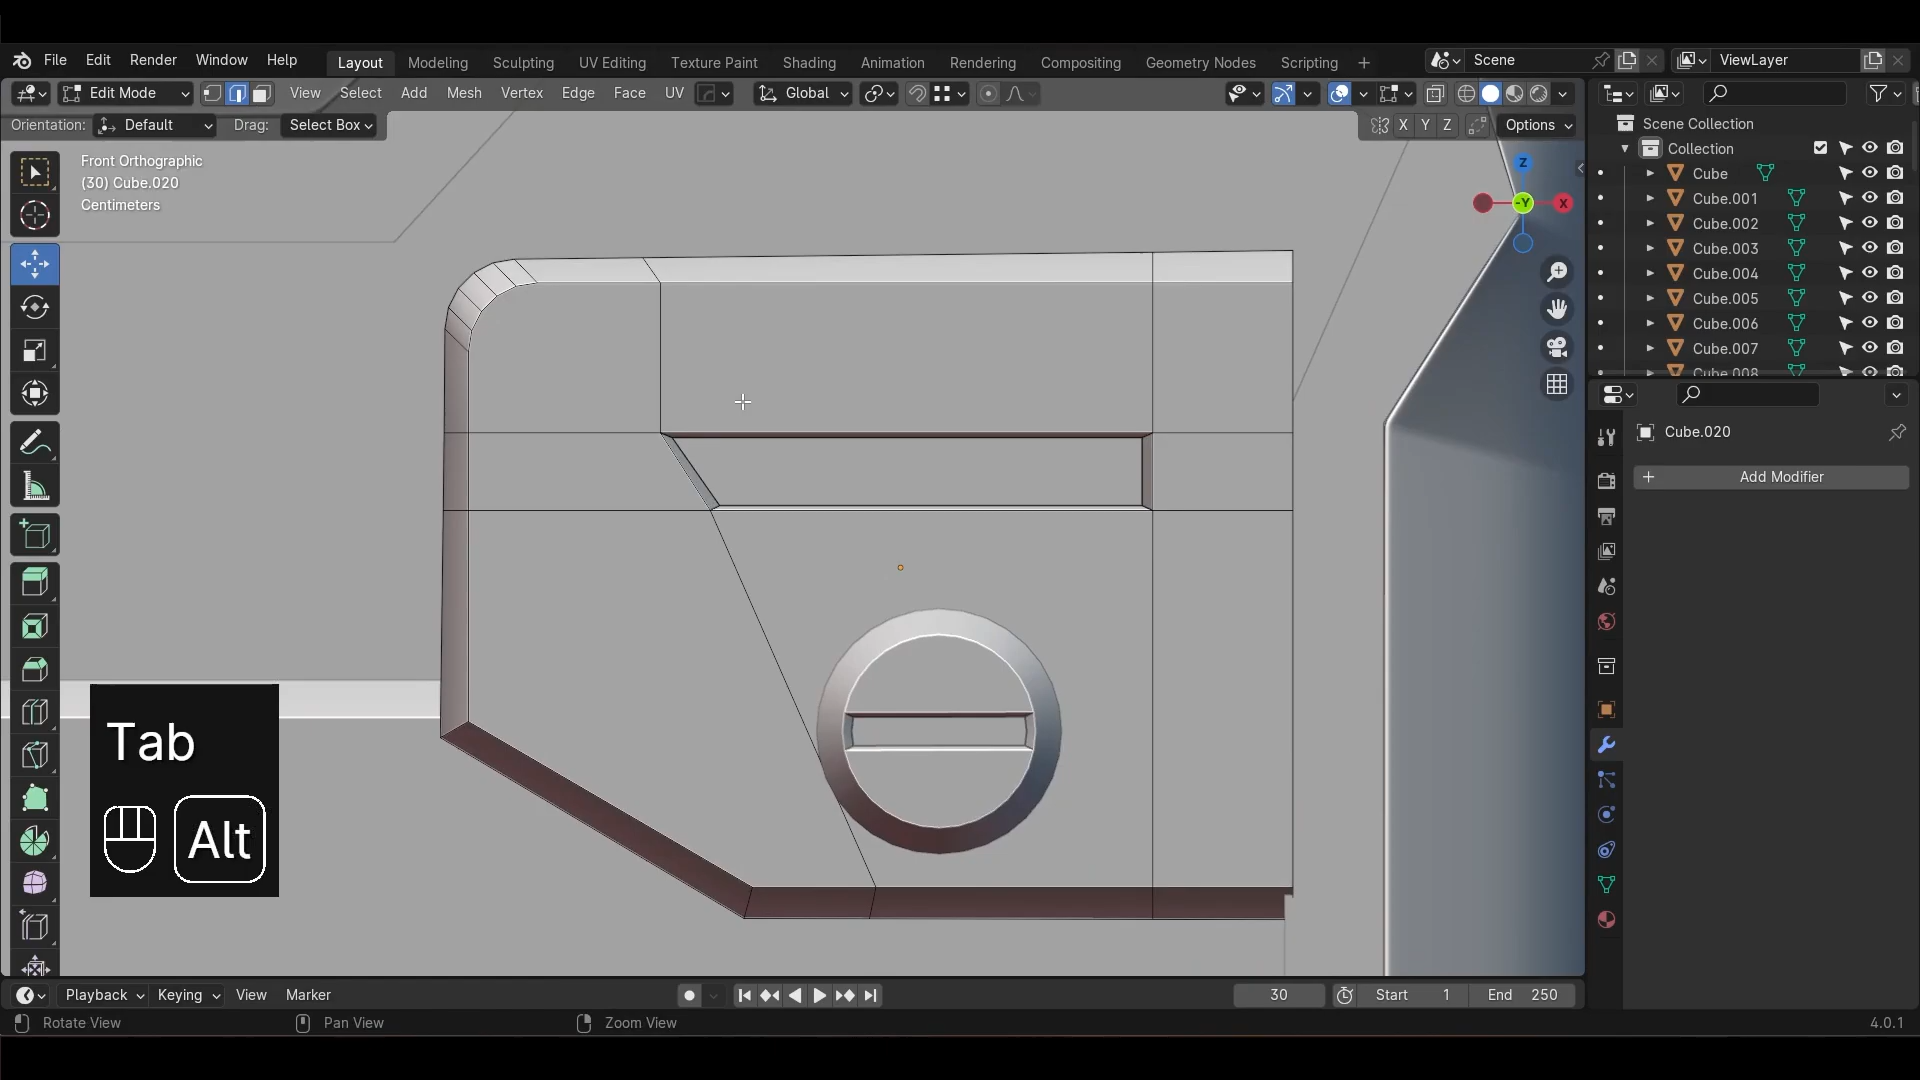 File Edit Render Window Help Layout Modeling Sculpting UV Editing Texture Paint Shading Animation Rendering Compositing Geometry Nodes Scripting + Scene ViewLayer
Edit Mode View Select Add Mesh Vertex Edge Face UV Global
Orientation: Default Drag: Select Box X Y Z Options
Front Orthographic
(30) Cube.020
Centimeters
Z
-Y X
Scene Collection
Collection
Cube
Cube.001
Cube.002
Cube.003
Cube.004
Cube.005
Cube.006
Cube.007
Cube.008
Cube.020
+ Add Modifier
Tab
Alt
Playback Keying View Marker 30 Start 1 End 250
Rotate View Pan View Zoom View 4.0.1